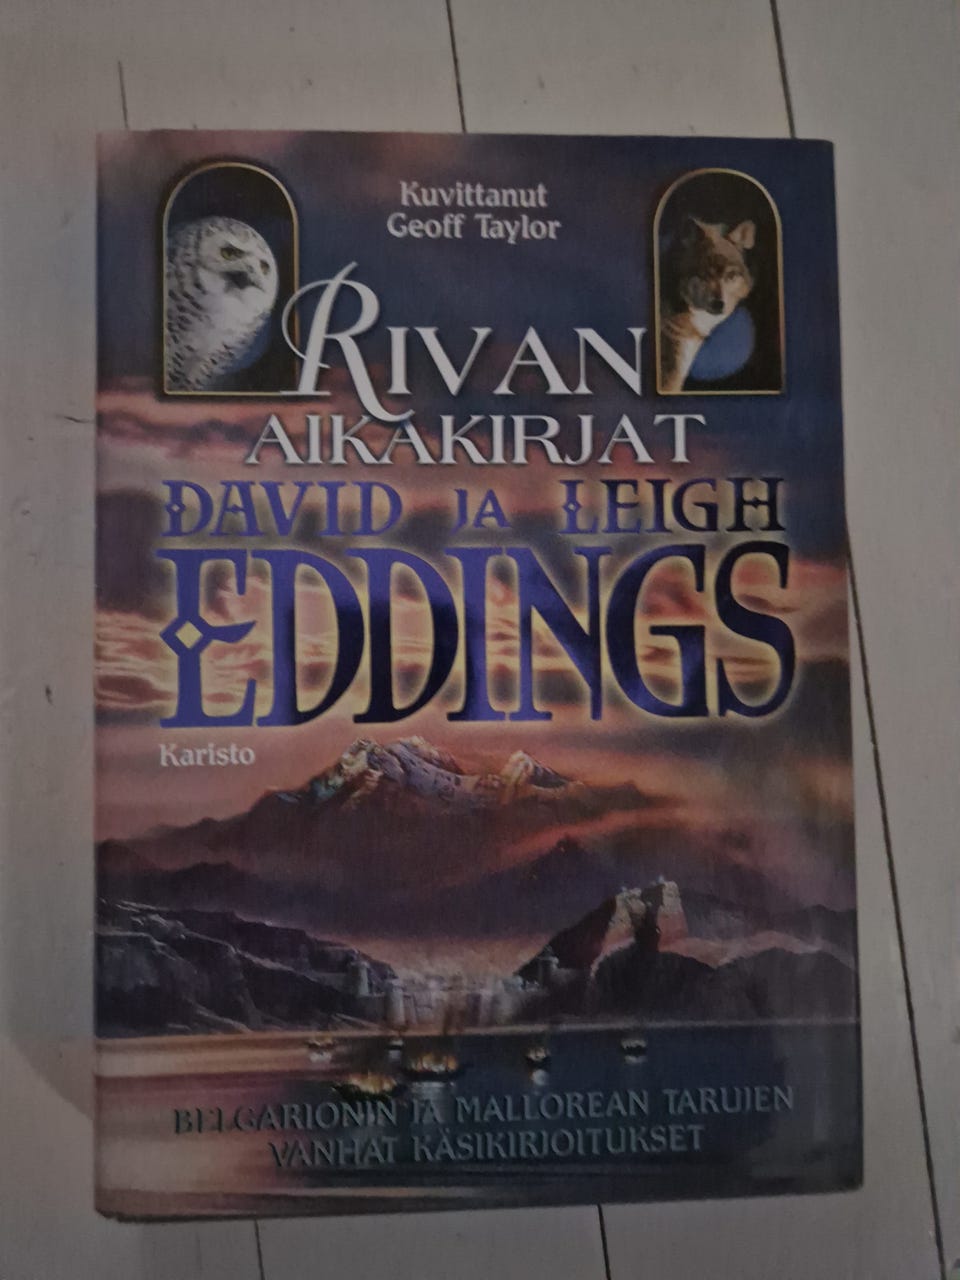 Kuvittanut
Geoff Taylor
RIVAN
AIKAKIRJAT
DAVID JA LEIGH
EDDINGS
Karisto
BELGARIONIN JA MALLOREAN TARUJEN
VANHAT KÄSIKIRJOITUKSET